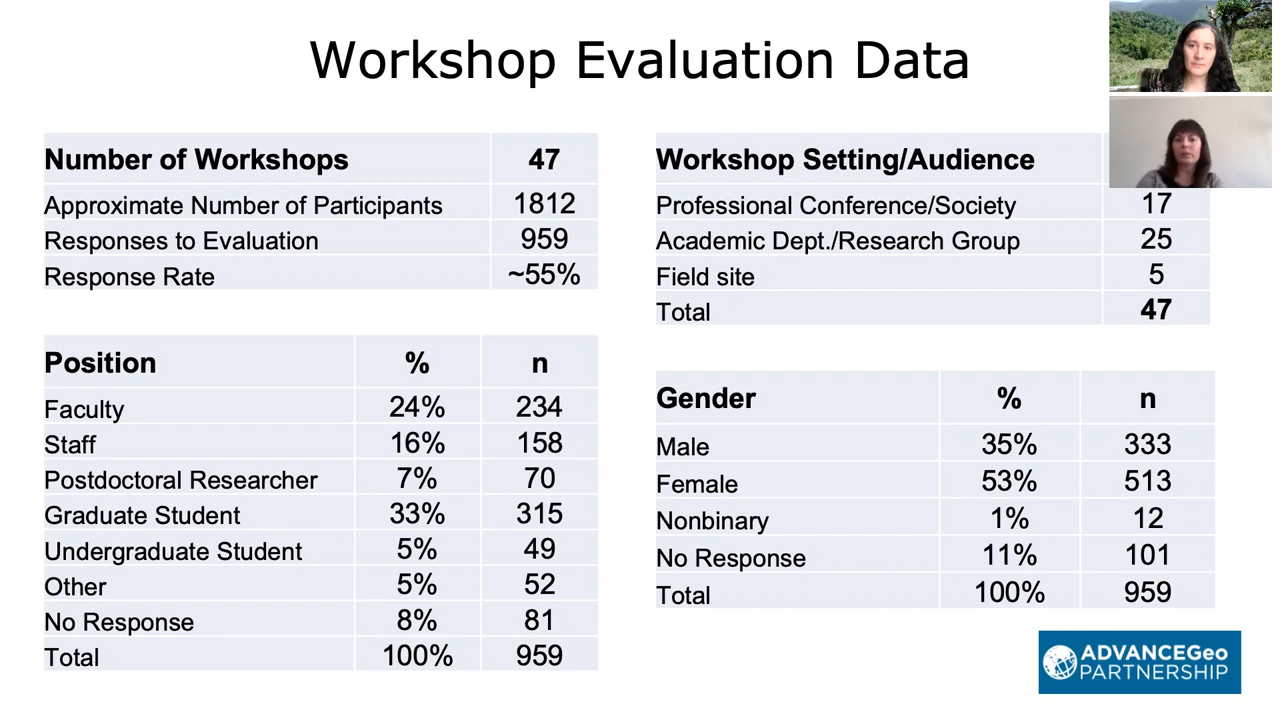 Workshop Evaluation Data
Number of Workshops 47
Approximate Number of Participants 1812
Responses to Evaluation 959
Response Rate ~55%
Position % n
Faculty 24% 234
Staff 16% 158
Postdoctoral Researcher 7% 70
Graduate Student 33% 315
Undergraduate Student 5% 49
Other 5% 52
No Response 8% 81
Total 100% 959
Workshop Setting/Audience
Professional Conference/Society 17
Academic Dept./Research Group 25
Field site 5
Total 47
Gender % n
Male 35% 333
Female 53% 513
Nonbinary 1% 12
No Response 11% 101
Total 100% 959
ADVANCEGeo
PARTNERSHIP